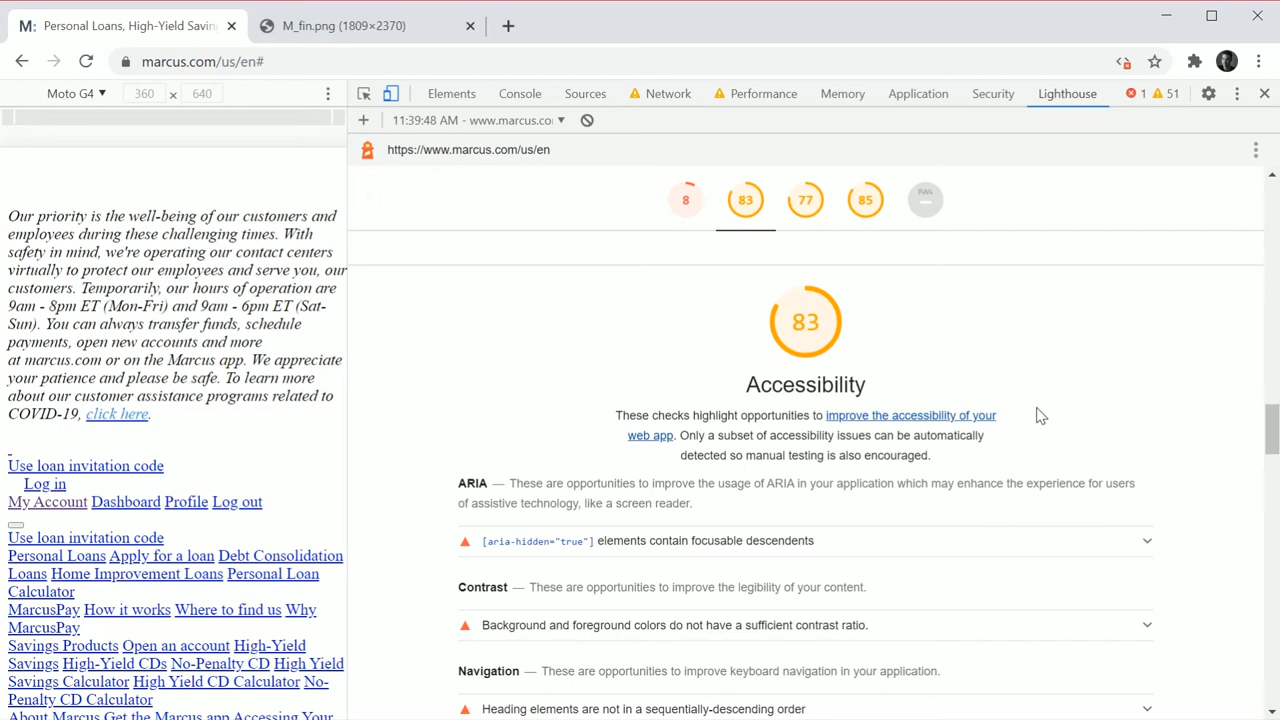 M: Personal Loans, High-Yield Savin
M_fin.png (1809×2370)
marcus.com/us/en#
Moto G4 360 x 640
Elements Console Sources Network Performance Memory Application Security Lighthouse 1 51
11:39:48 AM - www.marcus.co
https://www.marcus.com/us/en
8 83 77 85 PWA
83
Accessibility
These checks highlight opportunities to improve the accessibility of your
web app. Only a subset of accessibility issues can be automatically
detected so manual testing is also encouraged.
ARIA — These are opportunities to improve the usage of ARIA in your application which may enhance the experience for users
of assistive technology, like a screen reader.
[aria-hidden="true"] elements contain focusable descendents
Contrast — These are opportunities to improve the legibility of your content.
Background and foreground colors do not have a sufficient contrast ratio.
Navigation — These are opportunities to improve keyboard navigation in your application.
Heading elements are not in a sequentially-descending order
Our priority is the well-being of our customers and
employees during these challenging times. With
safety in mind, we're operating our contact centers
virtually to protect our employees and serve you, our
customers. Temporarily, our hours of operation are
9am - 8pm ET (Mon-Fri) and 9am - 6pm ET (Sat-
Sun). You can always transfer funds, schedule
payments, open new accounts and more
at marcus.com or on the Marcus app. We appreciate
your patience and please be safe. To learn more
about our customer assistance programs related to
COVID-19, click here.
Use loan invitation code
Log in
My Account Dashboard Profile Log out
Use loan invitation code
Personal Loans Apply for a loan Debt Consolidation
Loans Home Improvement Loans Personal Loan
Calculator
MarcusPay How it works Where to find us Why
MarcusPay
Savings Products Open an account High-Yield
Savings High-Yield CDs No-Penalty CD High Yield
Savings Calculator High Yield CD Calculator No-
Penalty CD Calculator
About Marcus Get the Marcus app Accessing Your